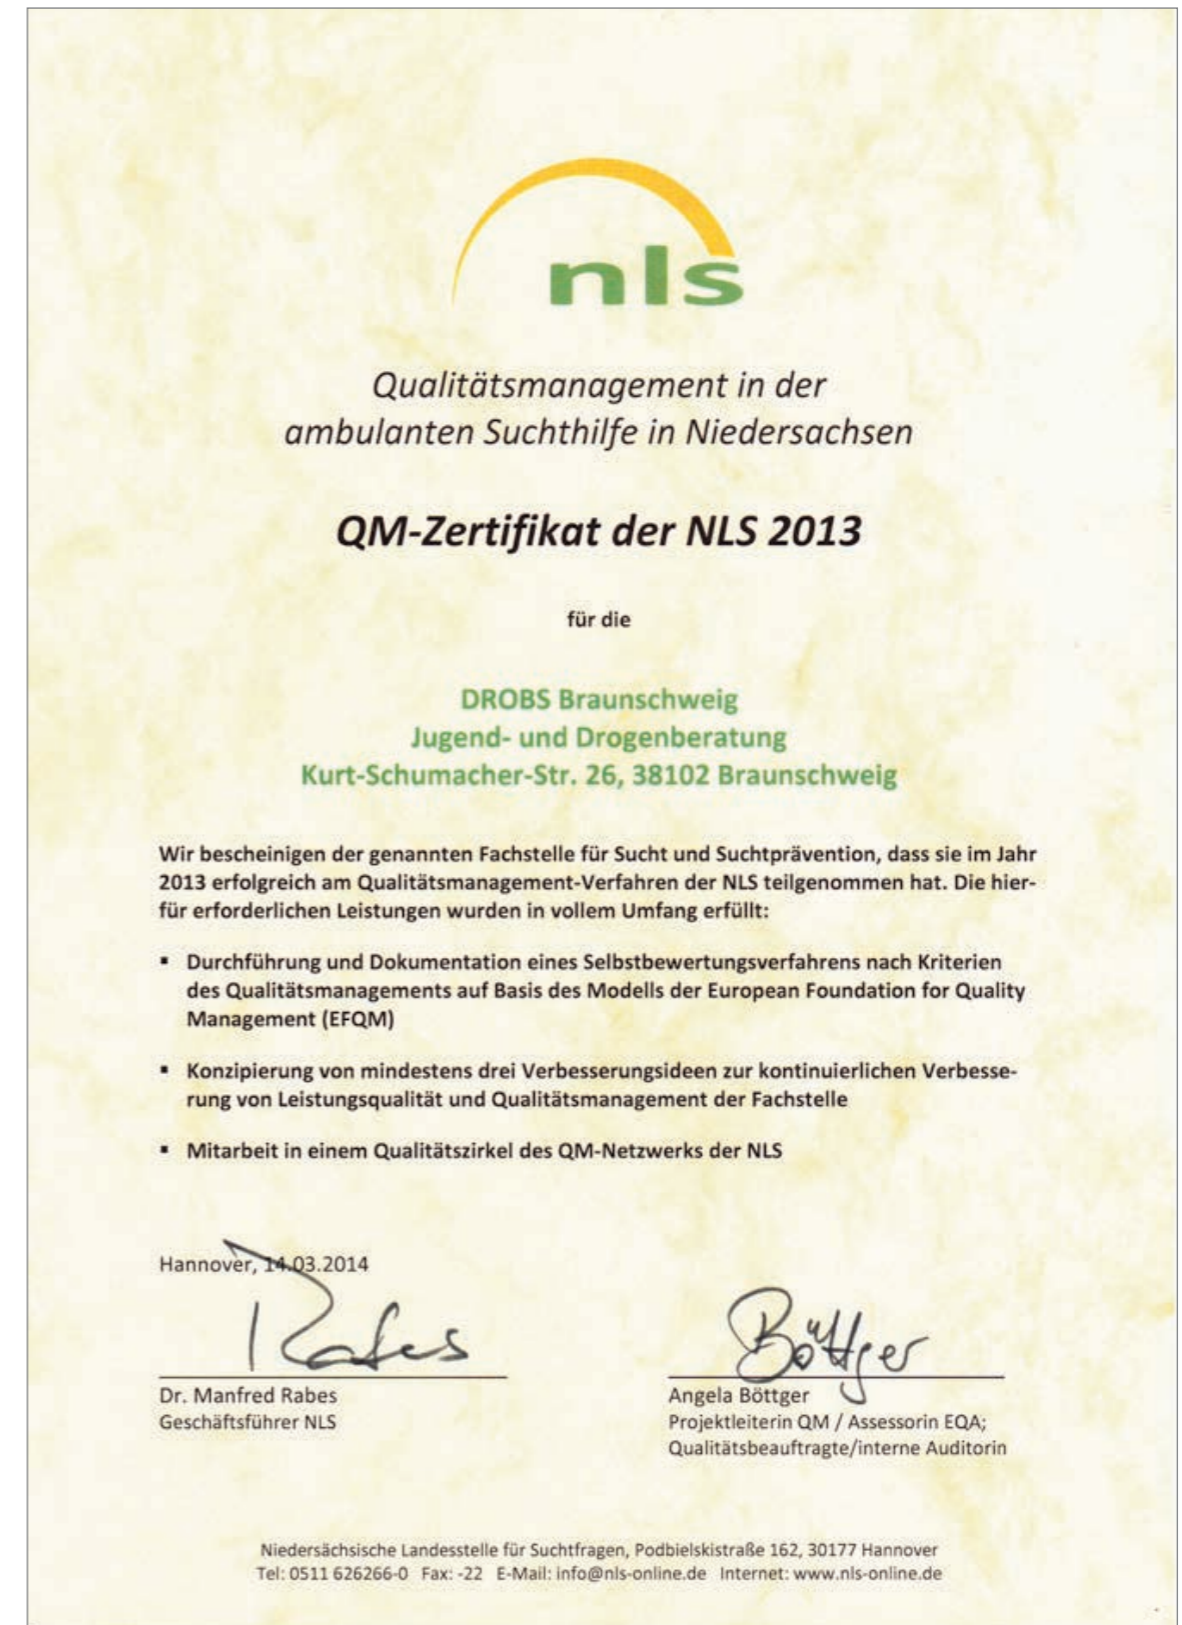 nls
Qualitätsmanagement in der
ambulanten Suchthilfe in Niedersachsen
QM-Zertifikat der NLS 2013
für die
DROBS Braunschweig
Jugend- und Drogenberatung
Kurt-Schumacher-Str. 26, 38102 Braunschweig
Wir bescheinigen der genannten Fachstelle für Sucht und Suchtprävention, dass sie im Jahr
2013 erfolgreich am Qualitätsmanagement-Verfahren der NLS teilgenommen hat. Die hier-
für erforderlichen Leistungen wurden in vollem Umfang erfüllt:
▪ Durchführung und Dokumentation eines Selbstbewertungsverfahrens nach Kriterien
des Qualitätsmanagements auf Basis des Modells der European Foundation for Quality
Management (EFQM)
▪ Konzipierung von mindestens drei Verbesserungsideen zur kontinuierlichen Verbesse-
rung von Leistungsqualität und Qualitätsmanagement der Fachstelle
▪ Mitarbeit in einem Qualitätszirkel des QM-Netzwerks der NLS
Hannover, 14.03.2014
Rabes
Böttger
Dr. Manfred Rabes
Geschäftsführer NLS
Angela Böttger
Projektleiterin QM / Assessorin EQA;
Qualitätsbeauftragte/interne Auditorin
Niedersächsische Landesstelle für Suchtfragen, Podbielskistraße 162, 30177 Hannover
Tel: 0511 626266-0 Fax: -22 E-Mail: info@nls-online.de Internet: www.nls-online.de